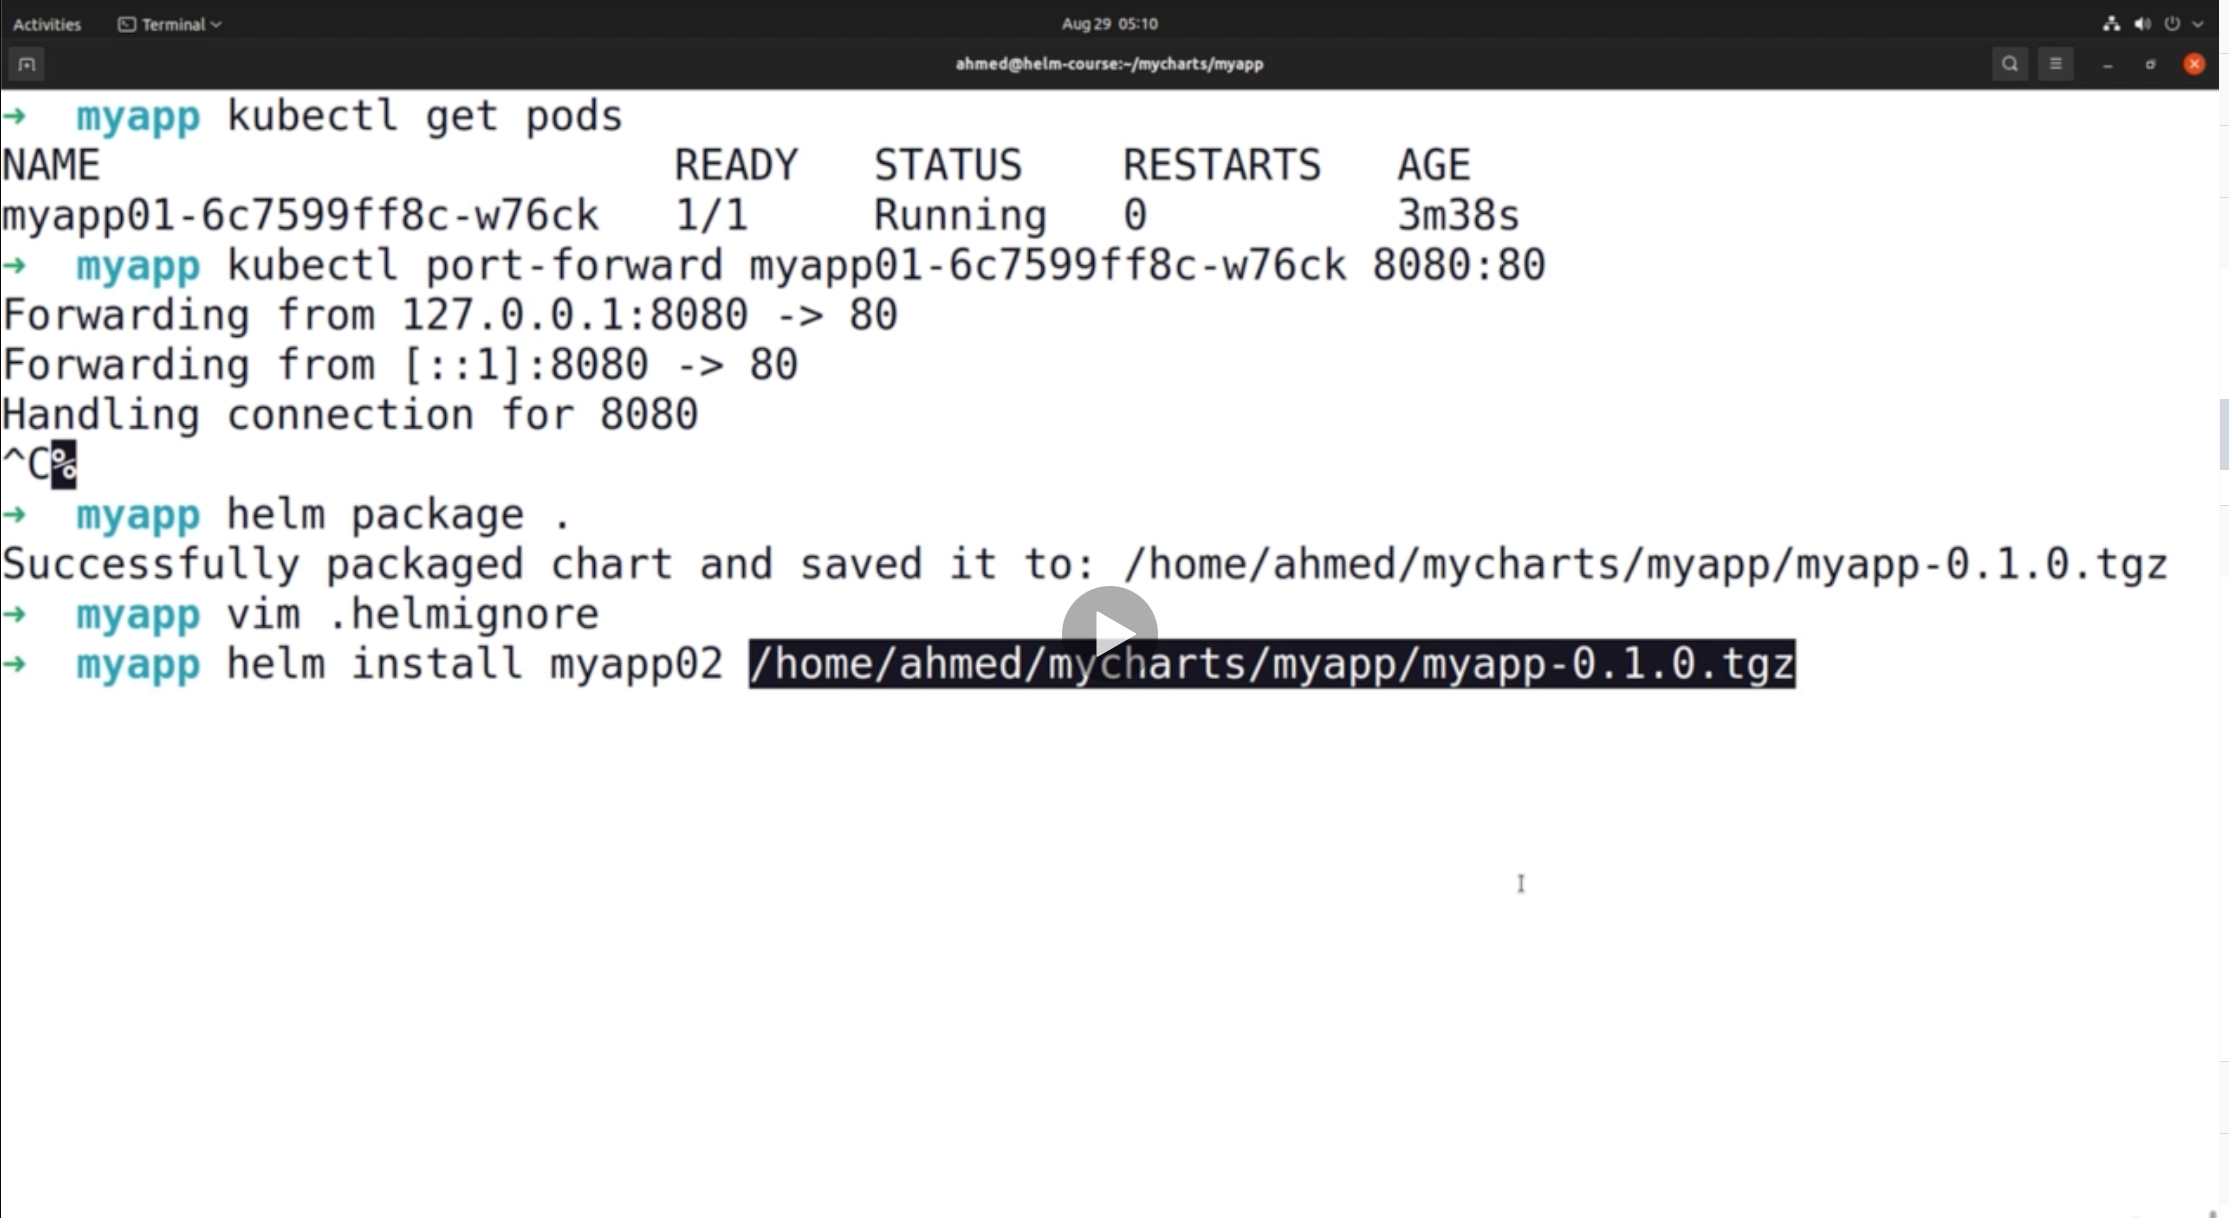 Activities Terminal Aug 29 05:10
ahmed@helm-course:~/mycharts/myapp
→ myapp kubectl get pods
NAME READY STATUS RESTARTS AGE
myapp01-6c7599ff8c-w76ck 1/1 Running 0 3m38s
→ myapp kubectl port-forward myapp01-6c7599ff8c-w76ck 8080:80
Forwarding from 127.0.0.1:8080 -> 80
Forwarding from [::1]:8080 -> 80
Handling connection for 8080
^C%
→ myapp helm package .
Successfully packaged chart and saved it to: /home/ahmed/mycharts/myapp/myapp-0.1.0.tgz
→ myapp vim .helmignore
→ myapp helm install myapp02 /home/ahmed/mycharts/myapp/myapp-0.1.0.tgz